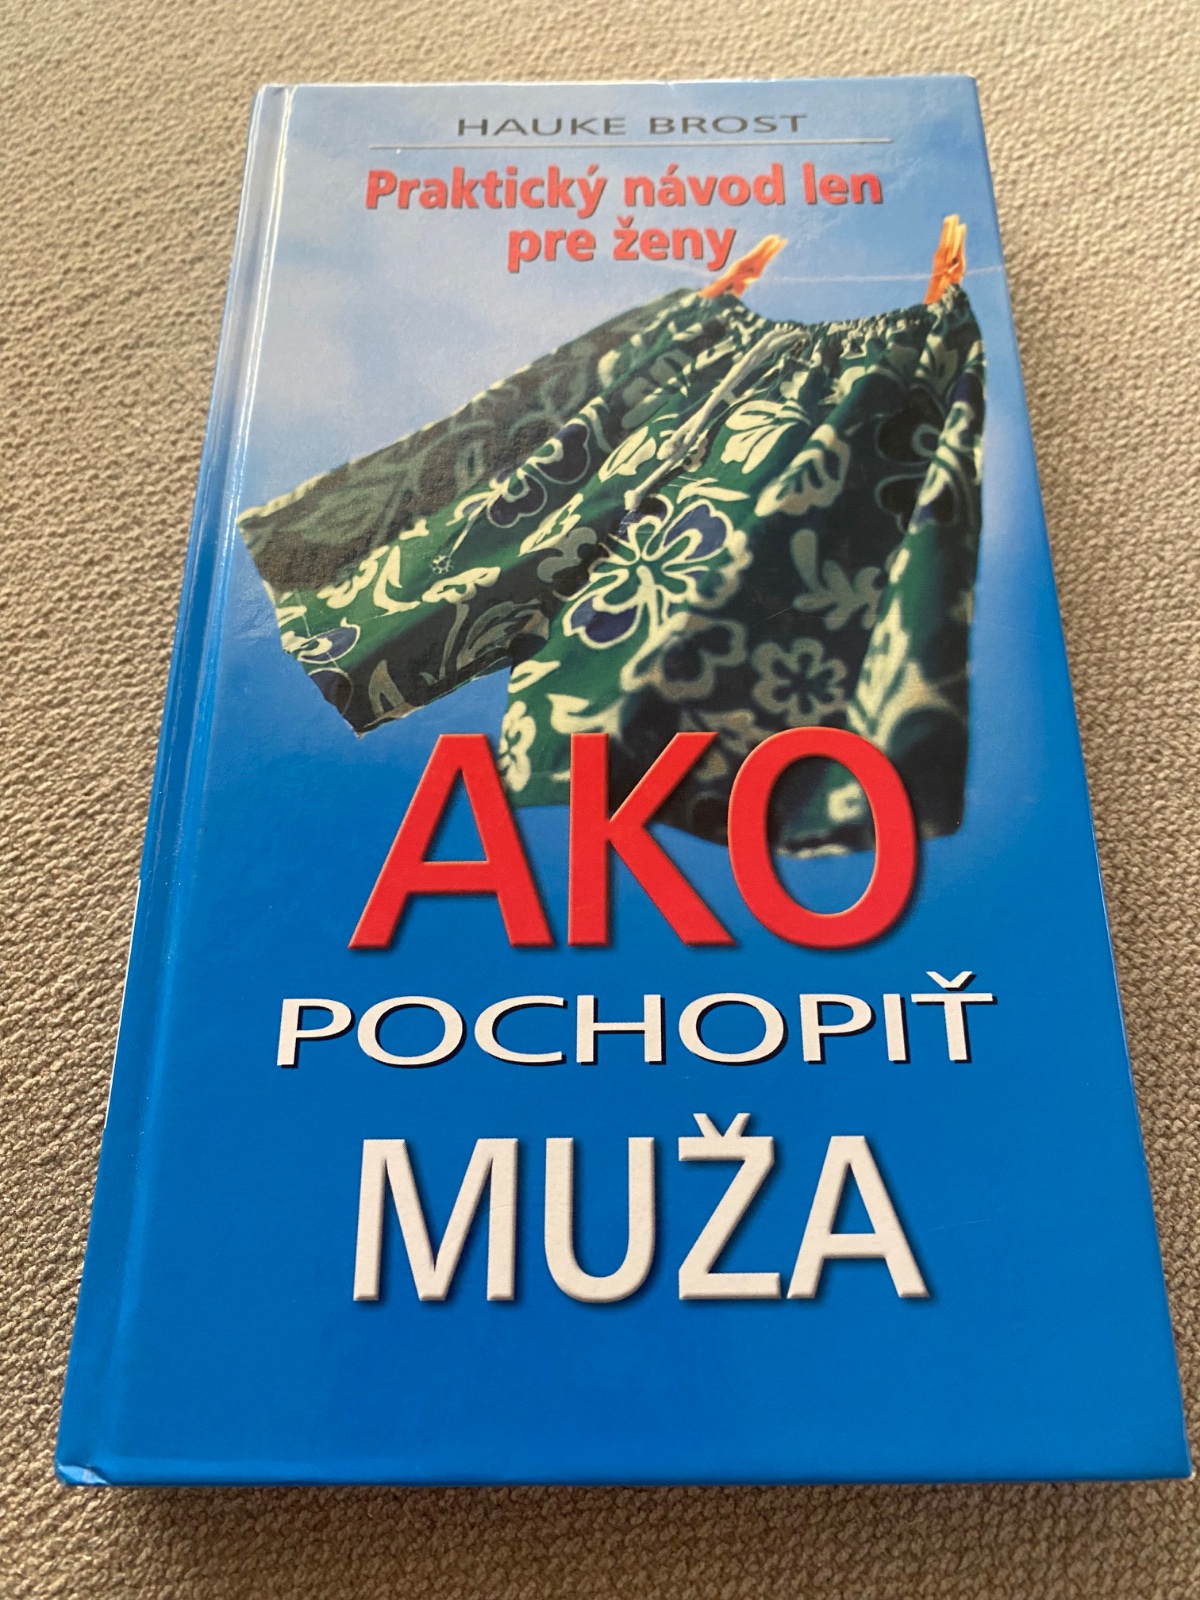 HAUKE BROST
Praktický návod len
pre ženy
AKO
POCHOPIŤ
MUŽA